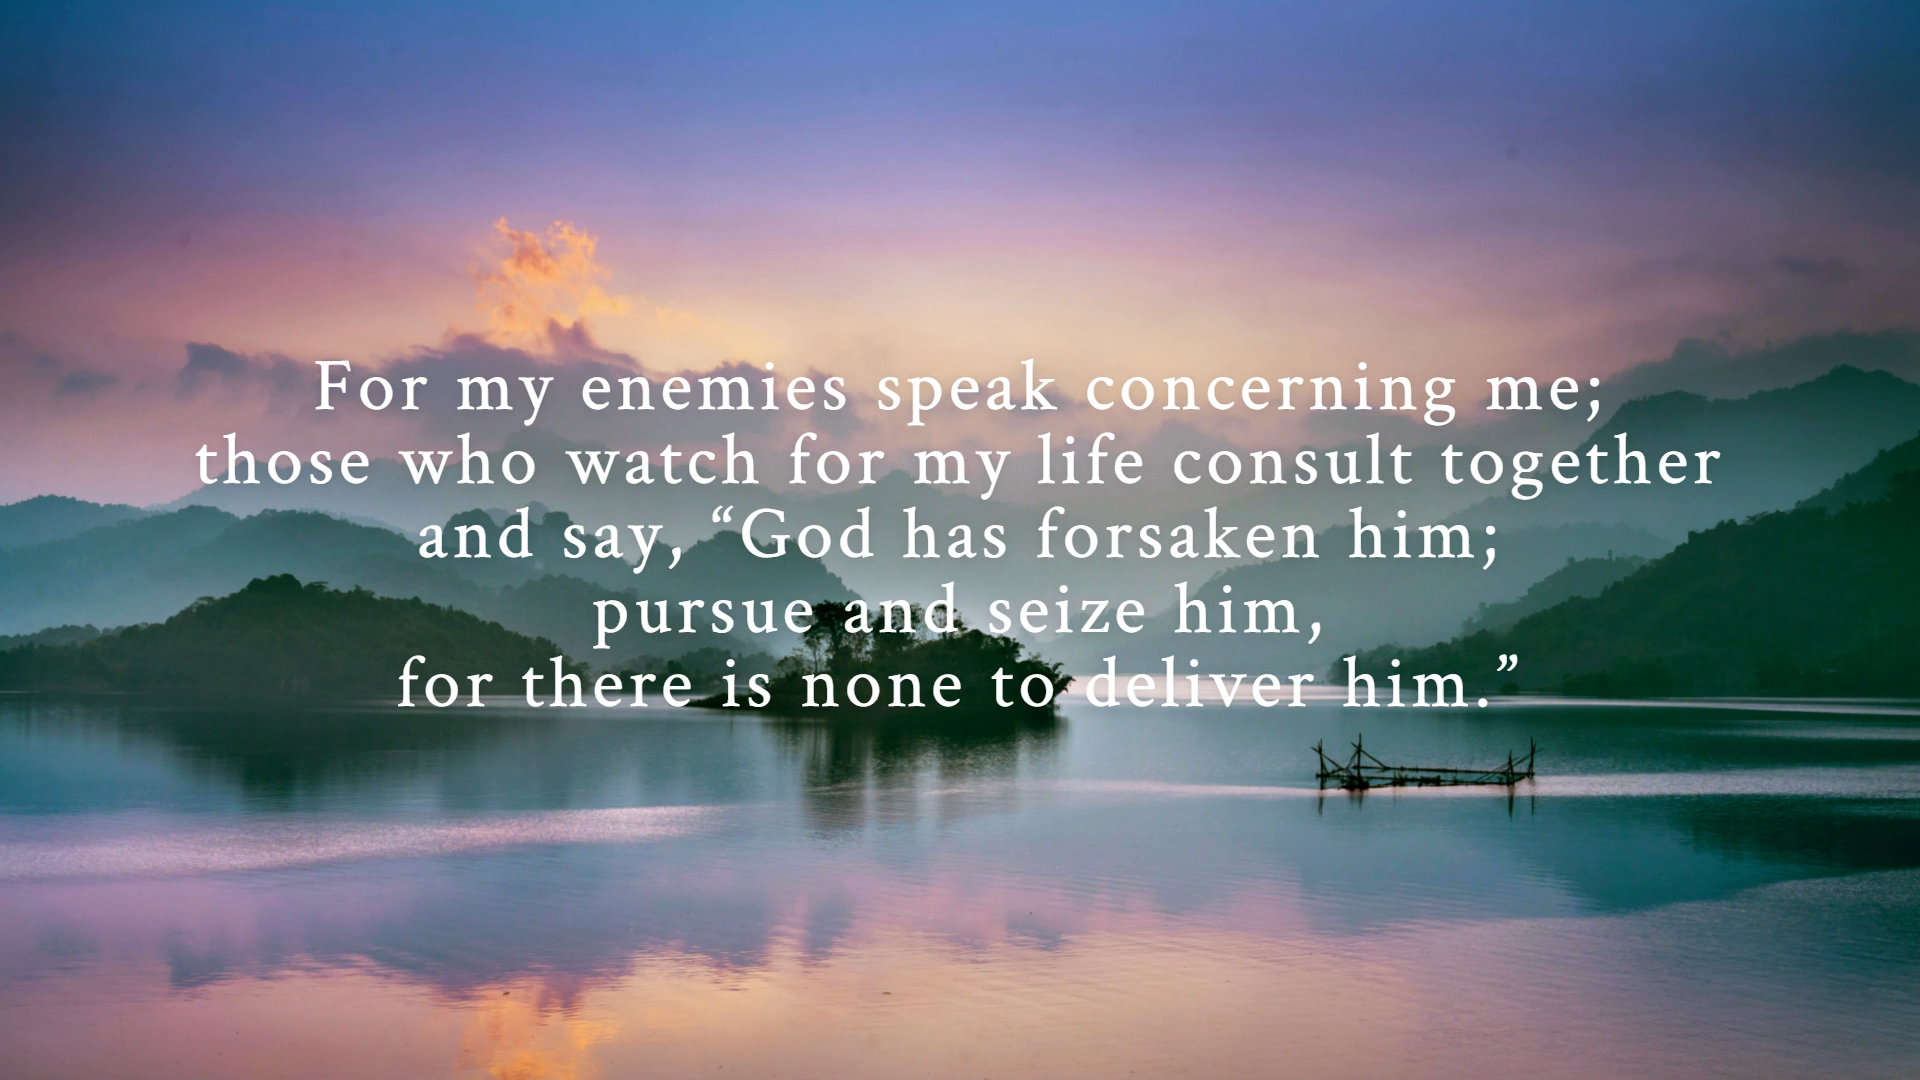 For my enemies speak concerning me;
those who watch for my life consult together
and say, “God has forsaken him;
pursue and seize him,
for there is none to deliver him.”